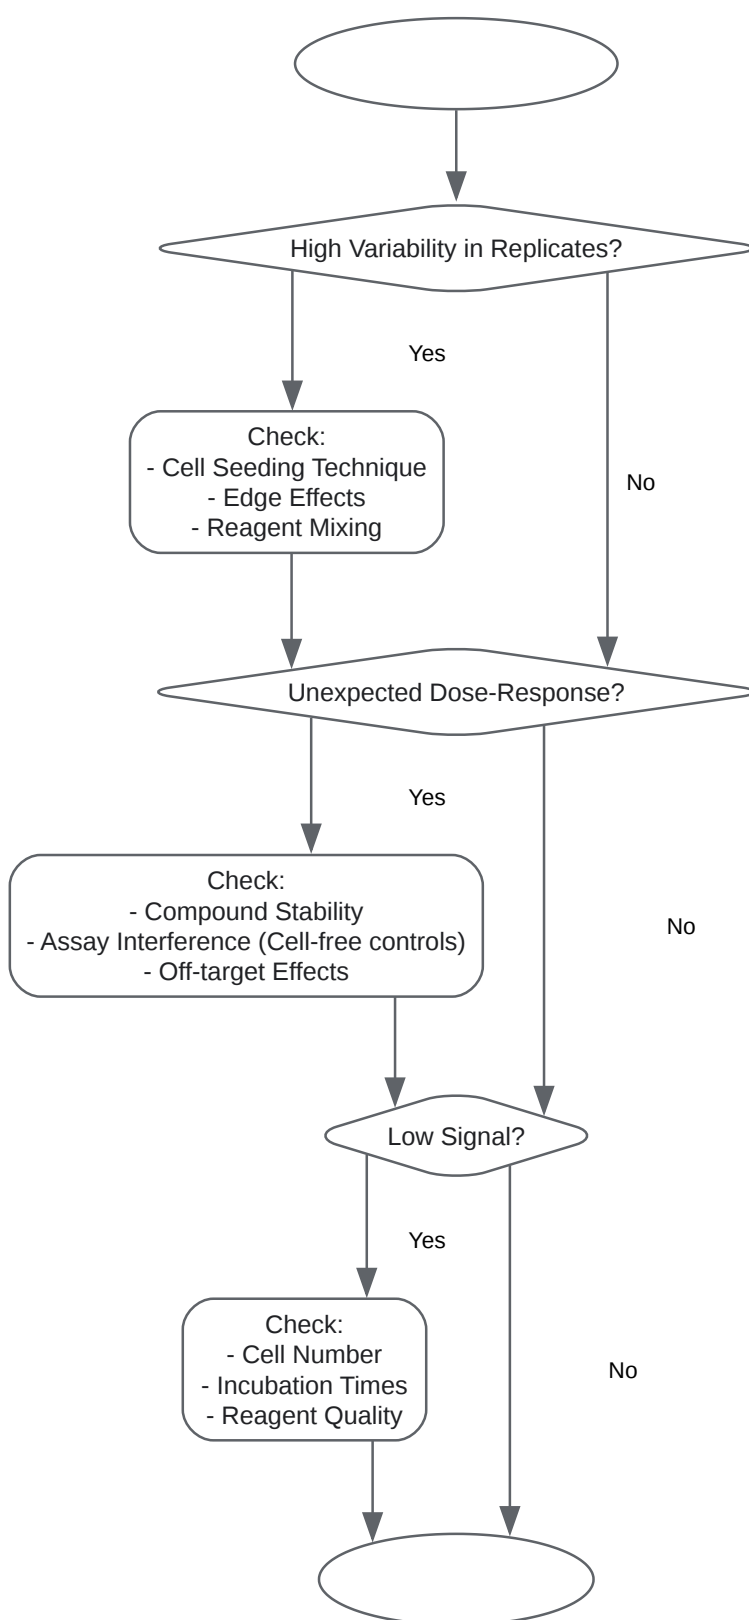 High Variability in Replicates?
Yes
Check:
- Cell Seeding Technique
- Edge Effects
- Reagent Mixing
No
Unexpected Dose-Response?
Yes
Check:
- Compound Stability
- Assay Interference (Cell-free controls)
- Off-target Effects
No
Low Signal?
Yes
Check:
- Cell Number
- Incubation Times
- Reagent Quality
No